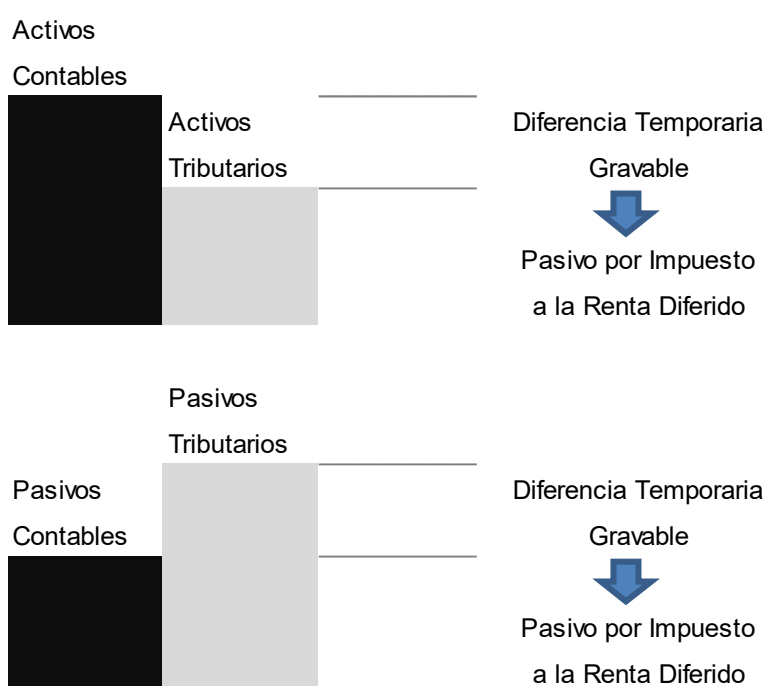 Activos
Contables
Activos
Tributarios
Diferencia Temporaria
Gravable
Pasivo por Impuesto
a la Renta Diferido
Pasivos
Tributarios
Pasivos
Contables
Diferencia Temporaria
Gravable
Pasivo por Impuesto
a la Renta Diferido